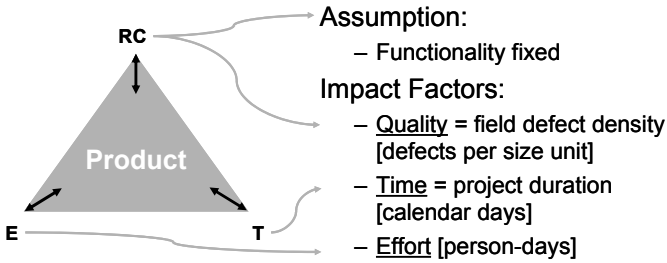 RC
Product
E
T
Assumption:
– Functionality fixed
Impact Factors:
– Quality = field defect density
[defects per size unit]
– Time = project duration
[calendar days]
– Effort [person-days]